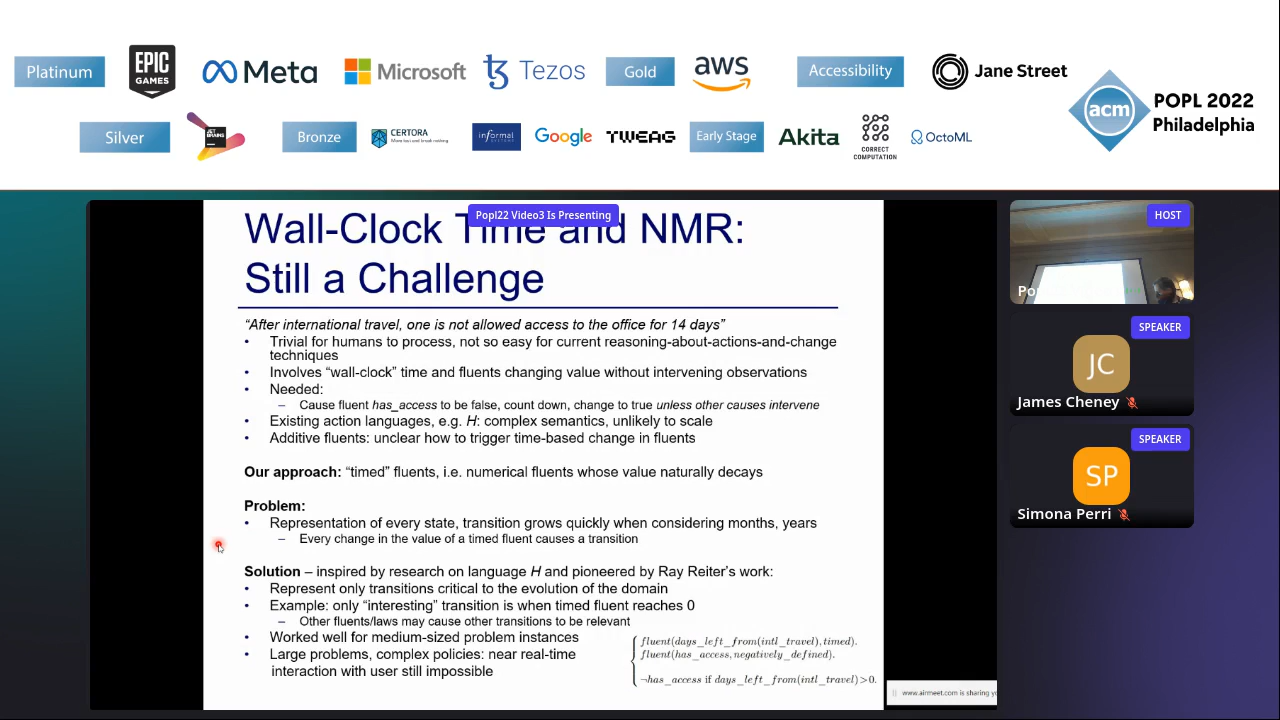 Platinum
EPIC
GAMES
Meta
Microsoft
Tezos
Gold
aws
Accessibility
Jane Street
acm
POPL 2022
Philadelphia
Silver
JET
BRAINS
Bronze
CERTORA
informal
SYSTEMS
Google
TWEAG
Early Stage
Akita
CORRECT
COMPUTATION
OctoML
Popl22 Video3 Is Presenting
Wall-Clock Time and NMR:
Still a Challenge
“After international travel, one is not allowed access to the office for 14 days”
• Trivial for humans to process, not so easy for current reasoning-about-actions-and-change
techniques
• Involves “wall-clock” time and fluents changing value without intervening observations
• Needed:
– Cause fluent has_access to be false, count down, change to true unless other causes intervene
• Existing action languages, e.g. H: complex semantics, unlikely to scale
• Additive fluents: unclear how to trigger time-based change in fluents
Our approach: “timed” fluents, i.e. numerical fluents whose value naturally decays
Problem:
• Representation of every state, transition grows quickly when considering months, years
– Every change in the value of a timed fluent causes a transition
Solution – inspired by research on language H and pioneered by Ray Reiter’s work:
• Represent only transitions critical to the evolution of the domain
• Example: only “interesting” transition is when timed fluent reaches 0
– Other fluents/laws may cause other transitions to be relevant
• Worked well for medium-sized problem instances
• Large problems, complex policies: near real-time
interaction with user still impossible
fluent(days_left_from(intl_travel), timed).
fluent(has_access, negatively_defined).
¬has_access if days_left_from(intl_travel) > 0.
www.airmeet.com is sharing yo
HOST
Po
SPEAKER
JC
James Cheney
SPEAKER
SP
Simona Perri